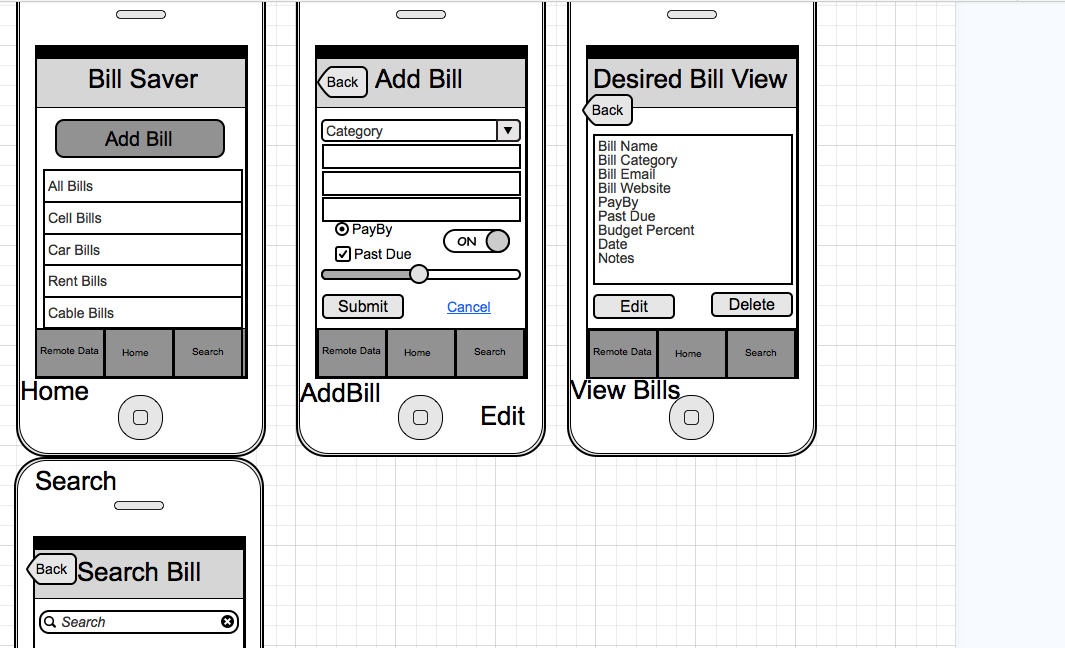 Bill Saver
Add Bill
All Bills
Cell Bills
Car Bills
Rent Bills
Cable Bills
Remote Data
Home
Search
Home
Back
Add Bill
Category
PayBy
ON
Past Due
Submit
Cancel
Remote Data
Home
Search
AddBill
Edit
Desired Bill View
Back
Bill Name
Bill Category
Bill Email
Bill Website
PayBy
Past Due
Budget Percent
Date
Notes
Edit
Delete
Remote Data
Home
Search
View Bills
Search
Back
Search Bill
Search